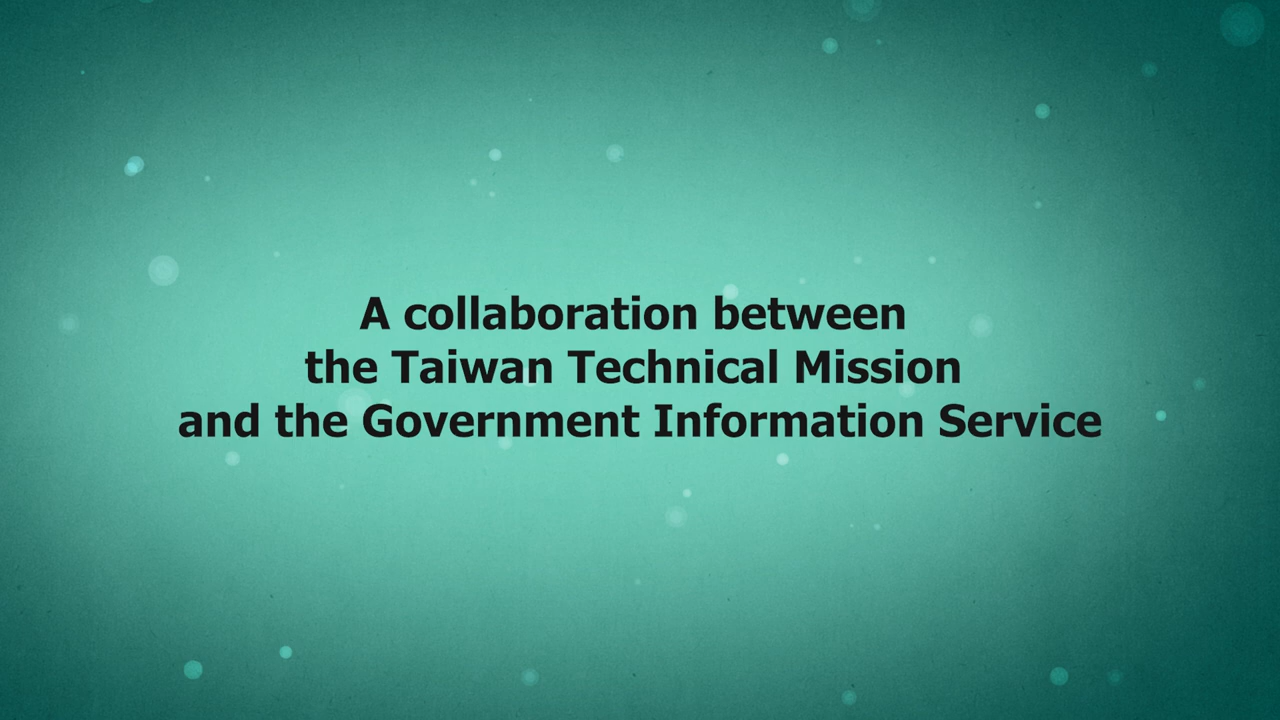 A collaboration between
the Taiwan Technical Mission
and the Government Information Service